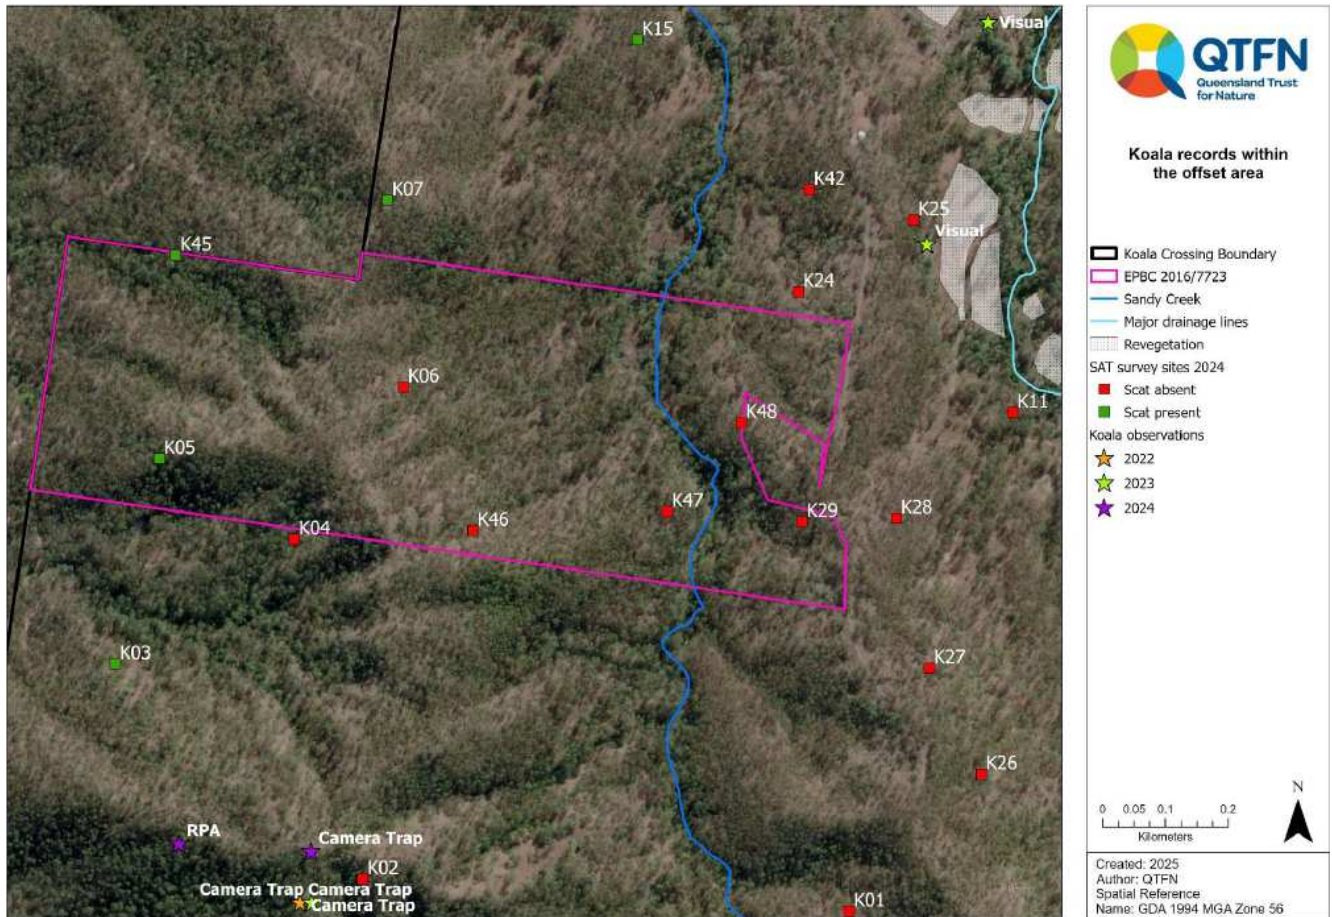 K15
Visual
K07
K42
K25
Visual
K45
K24
K06
K48
K11
K05
K47
K04
K46
K29
K28
K03
K27
K26
RPA
Camera Trap
K02
Camera Trap Camera Trap
Camera Trap
K01
QTFN
Queensland Trust
for Nature
Koala records within
the offset area
Koala Crossing Boundary
EPBC 2016/7723
Sandy Creek
Major drainage lines
Revegetation
SAT survey sites 2024
Scat absent
Scat present
Koala observations
2022
2023
2024
N
0 0.05 0.1 0.2
Kilometers
Created: 2025
Author: QTFN
Spatial Reference
Name: GDA 1994 MGA Zone 56